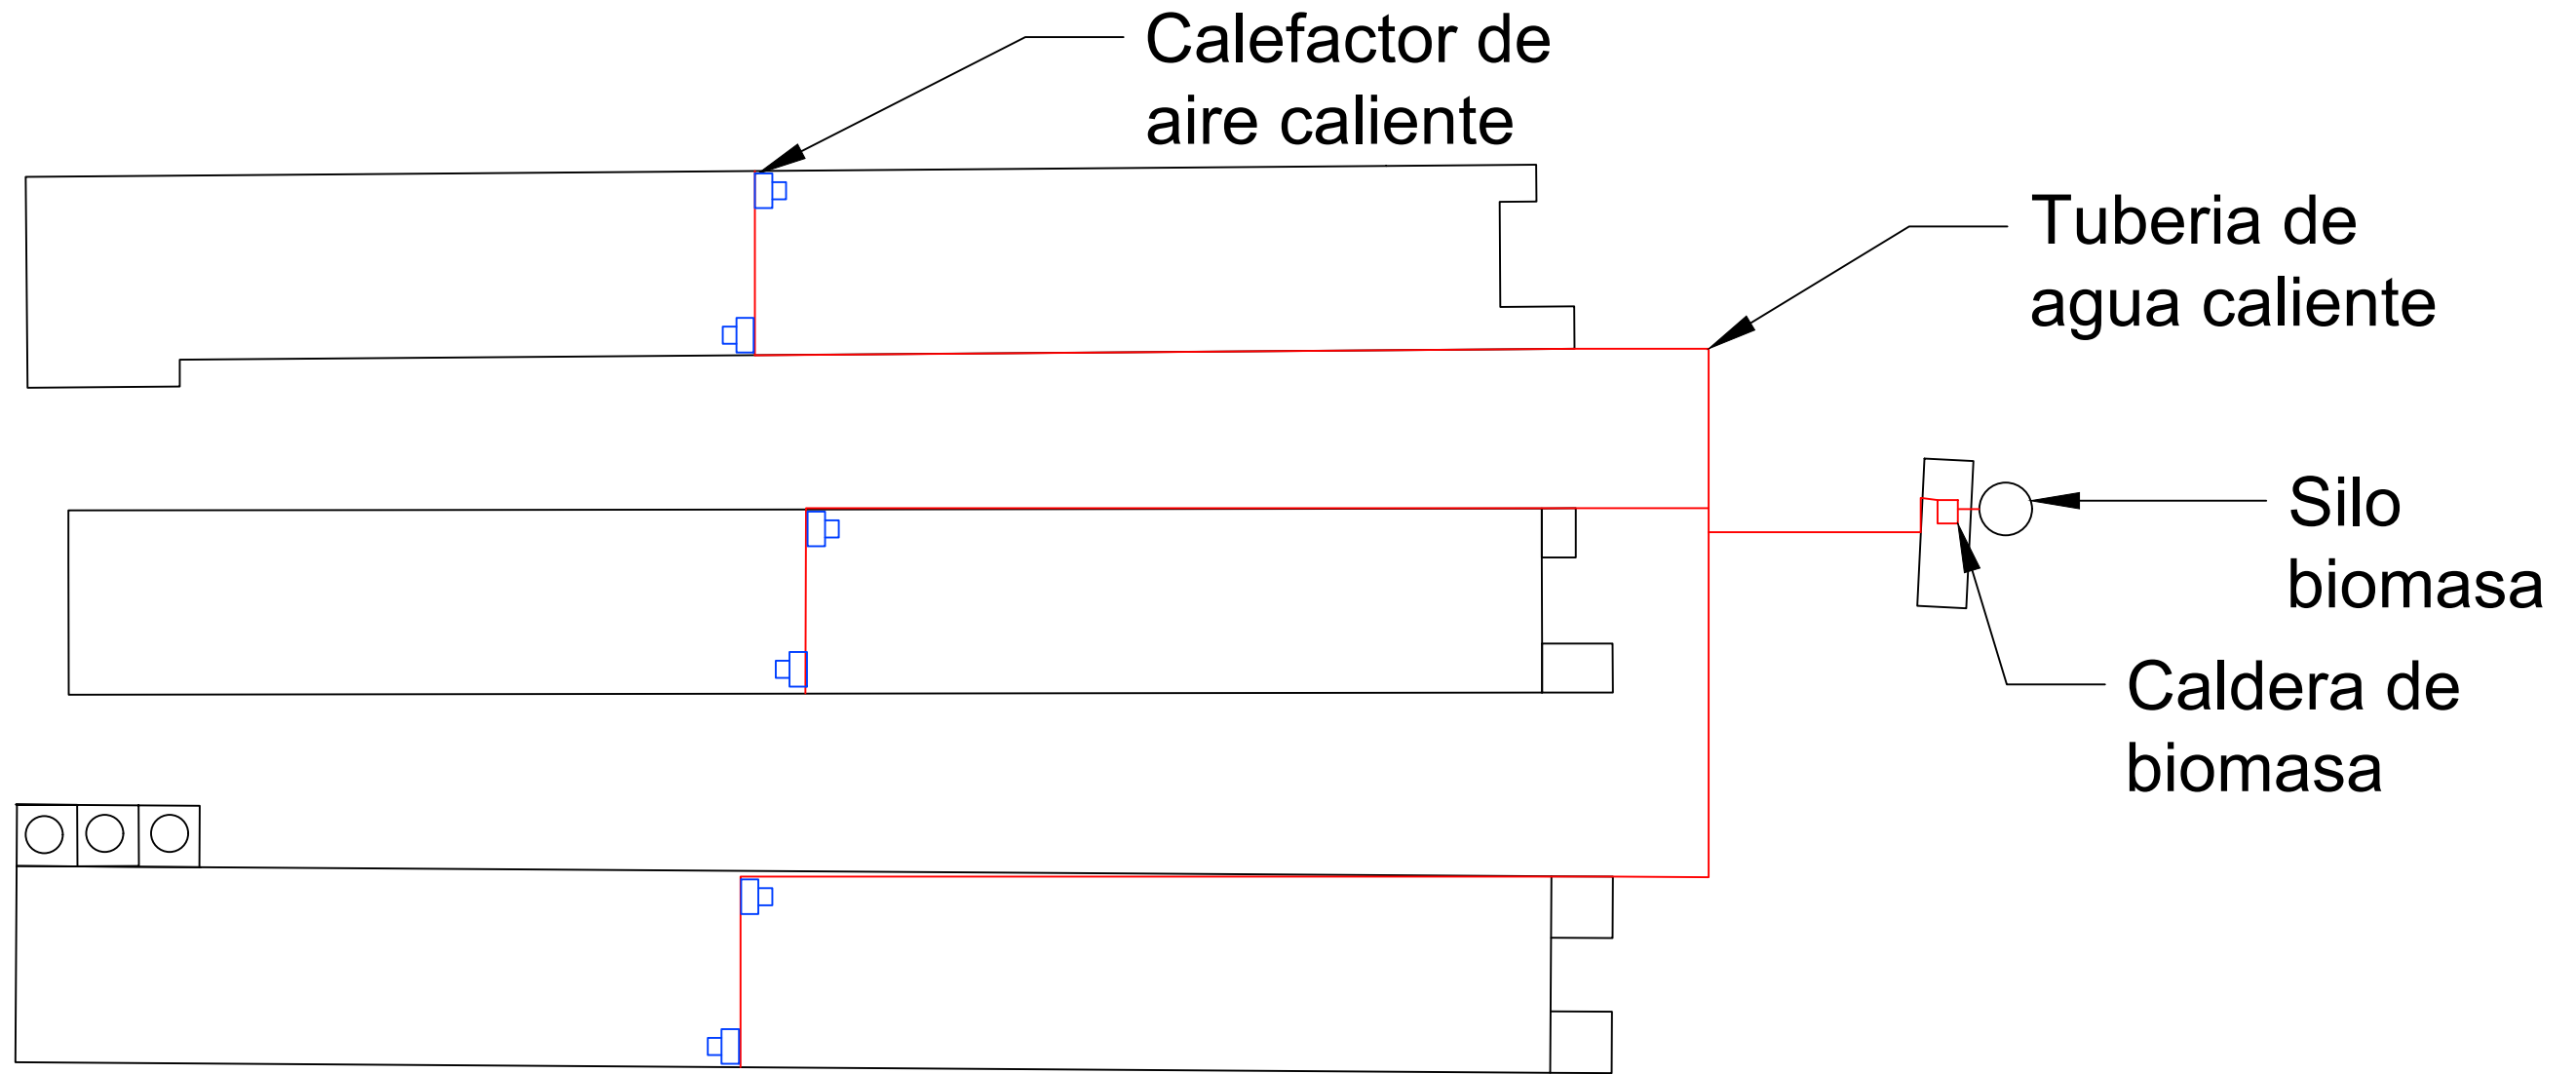 Calefactor de
aire caliente
Tuberia de
agua caliente
Silo
biomasa
Caldera de
biomasa